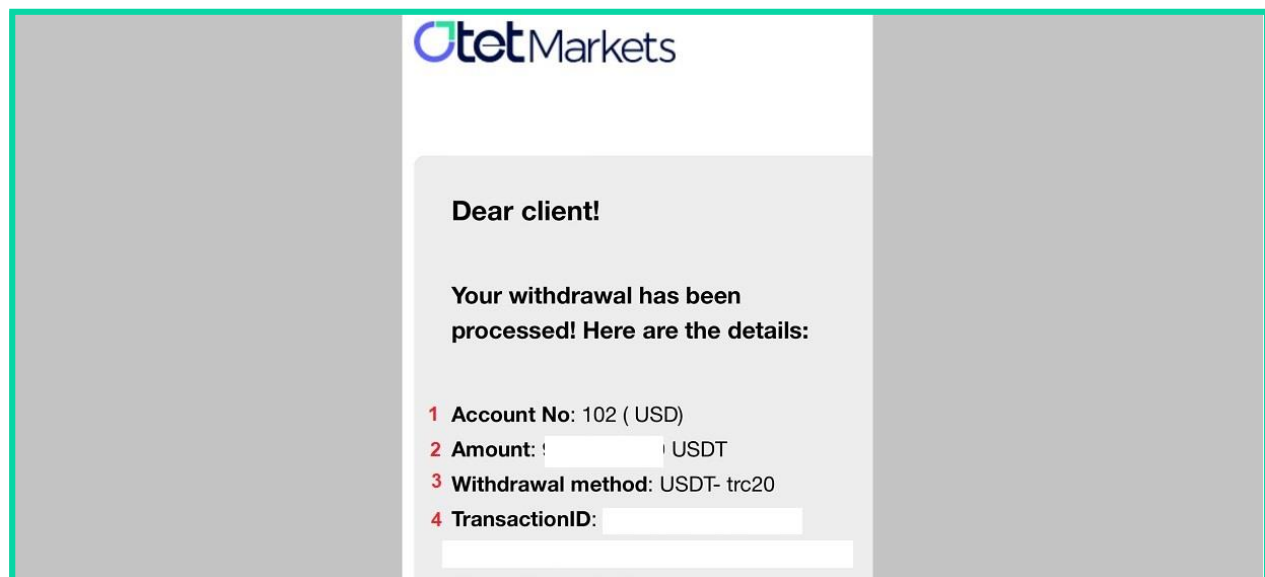 OtetMarkets
Dear client!
Your withdrawal has been
processed! Here are the details:
1 Account No: 102 ( USD)
2 Amount: USDT
3 Withdrawal method: USDT- trc20
4 TransactionID: